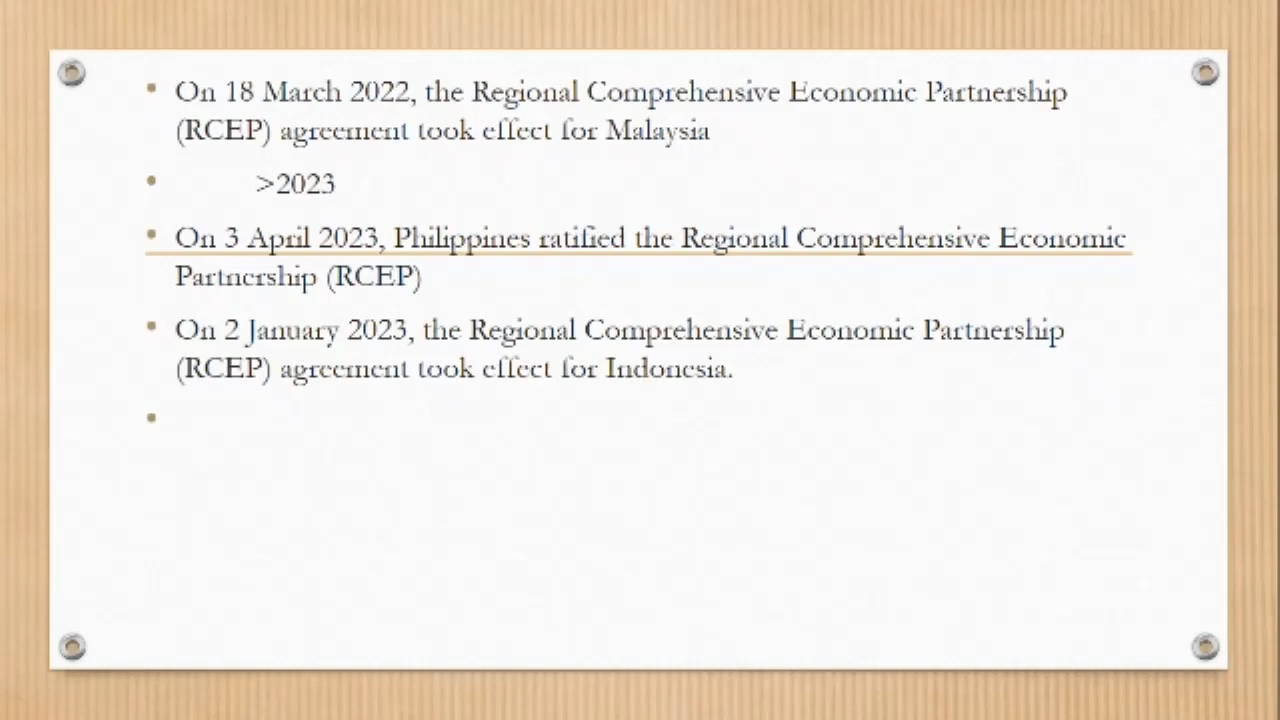 • On 18 March 2022, the Regional Comprehensive Economic Partnership
(RCEP) agreement took effect for Malaysia
• >2023
• On 3 April 2023, Philippines ratified the Regional Comprehensive Economic
Partnership (RCEP)
• On 2 January 2023, the Regional Comprehensive Economic Partnership
(RCEP) agreement took effect for Indonesia.
•